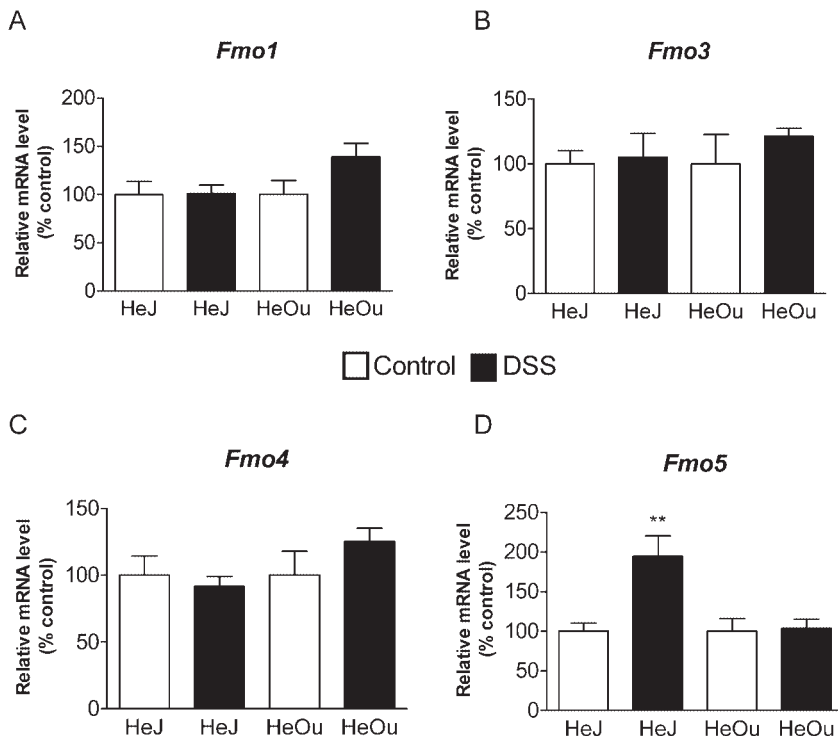 A
Fmo1
Relative mRNA level
(% control)
200
150
100
50
0
HeJ HeJ HeOu HeOu
B
Fmo3
Relative mRNA level
(% control)
150
100
50
0
HeJ HeJ HeOu HeOu
Control DSS
C
Fmo4
Relative mRNA level
(% control)
150
100
50
0
HeJ HeJ HeOu HeOu
D
Fmo5
Relative mRNA level
(% control)
250
200
150
100
50
0
**
HeJ HeJ HeOu HeOu